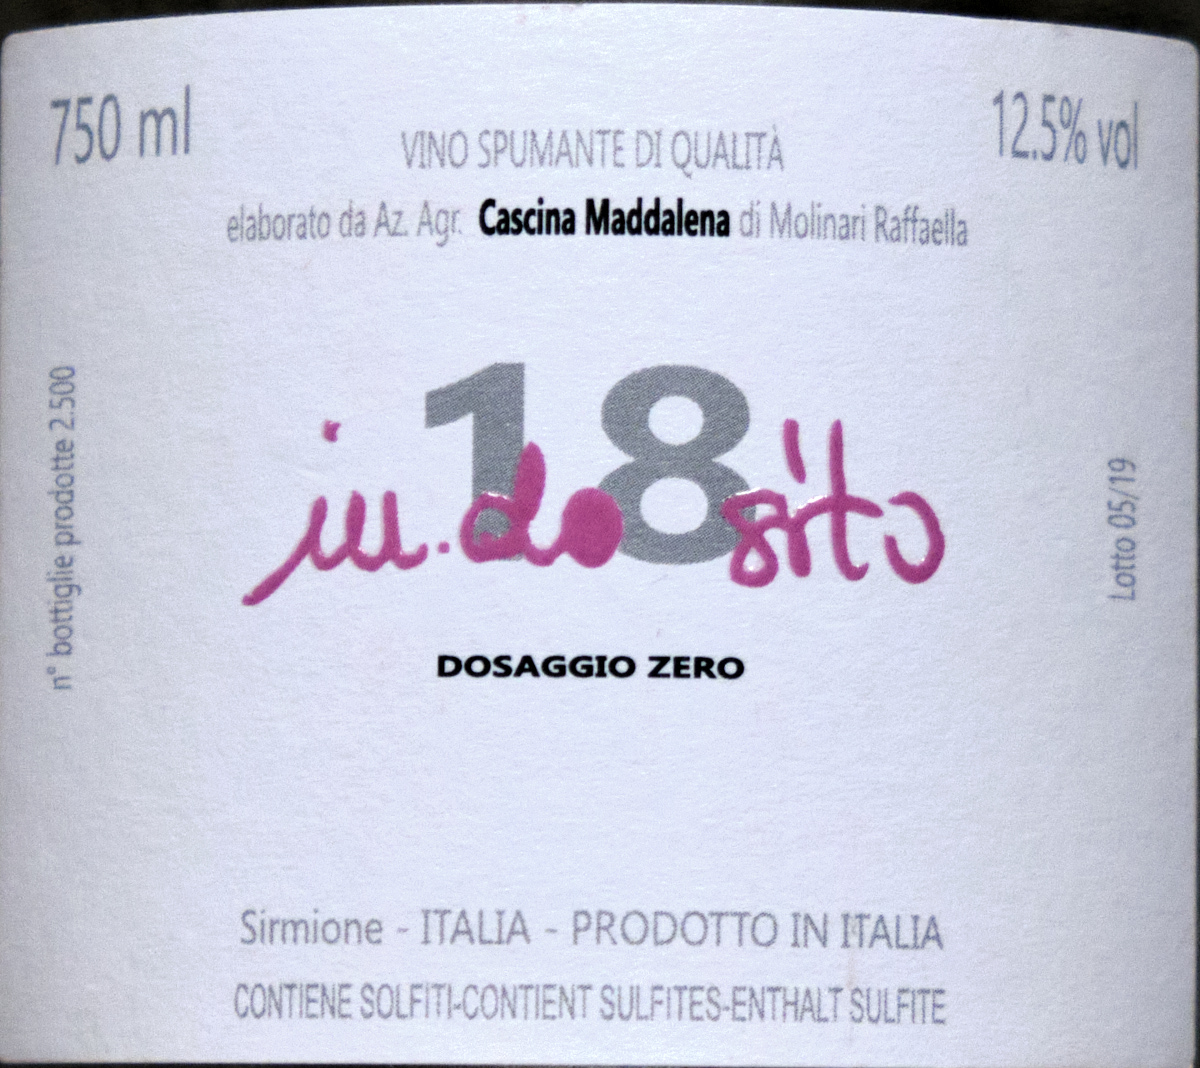 750 ml
12.5% vol
VINO SPUMANTE DI QUALITÀ
elaborato da Az. Agr. Cascina Maddalena di Molinari Raffaella
n° bottiglie prodotte 2.500
18
in.dosito
Lotto 05/19
DOSAGGIO ZERO
Sirmione - ITALIA - PRODOTTO IN ITALIA
CONTIENE SOLFITI-CONTIENT SULFITES-ENTHALT SULFITE